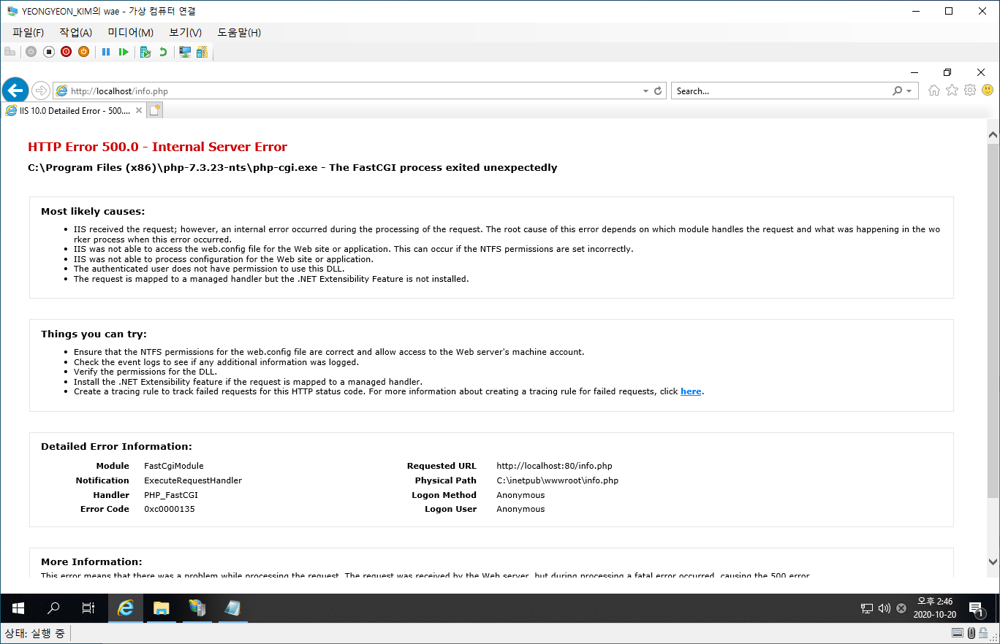 YEONGYEON_KIM의 wae - 가상 컴퓨터 연결
파일(F) 작업(A) 미디어(M) 보기(V) 도움말(H)
http://localhost/info.php
Search...
IIS 10.0 Detailed Error - 500....
HTTP Error 500.0 - Internal Server Error
C:\Program Files (x86)\php-7.3.23-nts\php-cgi.exe - The FastCGI process exited unexpectedly
Most likely causes:
• IIS received the request; however, an internal error occurred during the processing of the request. The root cause of this error depends on which module handles the request and what was happening in the wo
rker process when this error occurred.
• IIS was not able to access the web.config file for the Web site or application. This can occur if the NTFS permissions are set incorrectly.
• IIS was not able to process configuration for the Web site or application.
• The authenticated user does not have permission to use this DLL.
• The request is mapped to a managed handler but the .NET Extensibility Feature is not installed.
Things you can try:
• Ensure that the NTFS permissions for the web.config file are correct and allow access to the Web server's machine account.
• Check the event logs to see if any additional information was logged.
• Verify the permissions for the DLL.
• Install the .NET Extensibility feature if the request is mapped to a managed handler.
• Create a tracing rule to track failed requests for this HTTP status code. For more information about creating a tracing rule for failed requests, click here.
Detailed Error Information:
Module FastCgiModule
Notification ExecuteRequestHandler
Handler PHP_FastCGI
Error Code 0xc0000135
Requested URL http://localhost:80/info.php
Physical Path C:\inetpub\wwwroot\info.php
Logon Method Anonymous
Logon User Anonymous
More Information:
This error means that there was a problem while processing the request. The request was received by the Web server, but during processing a fatal error occurred, causing the 500 error.
오후 2:46
2020-10-20
1
상태: 실행 중